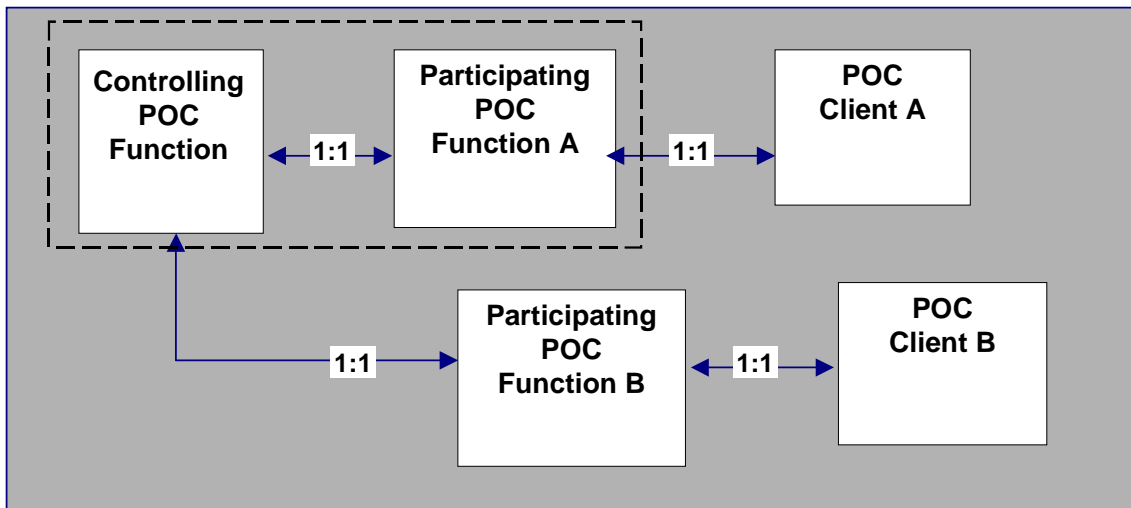 Controlling
POC
Function
1:1
Participating
POC
Function A
1:1
POC
Client A
1:1
Participating
POC
Function B
1:1
POC
Client B